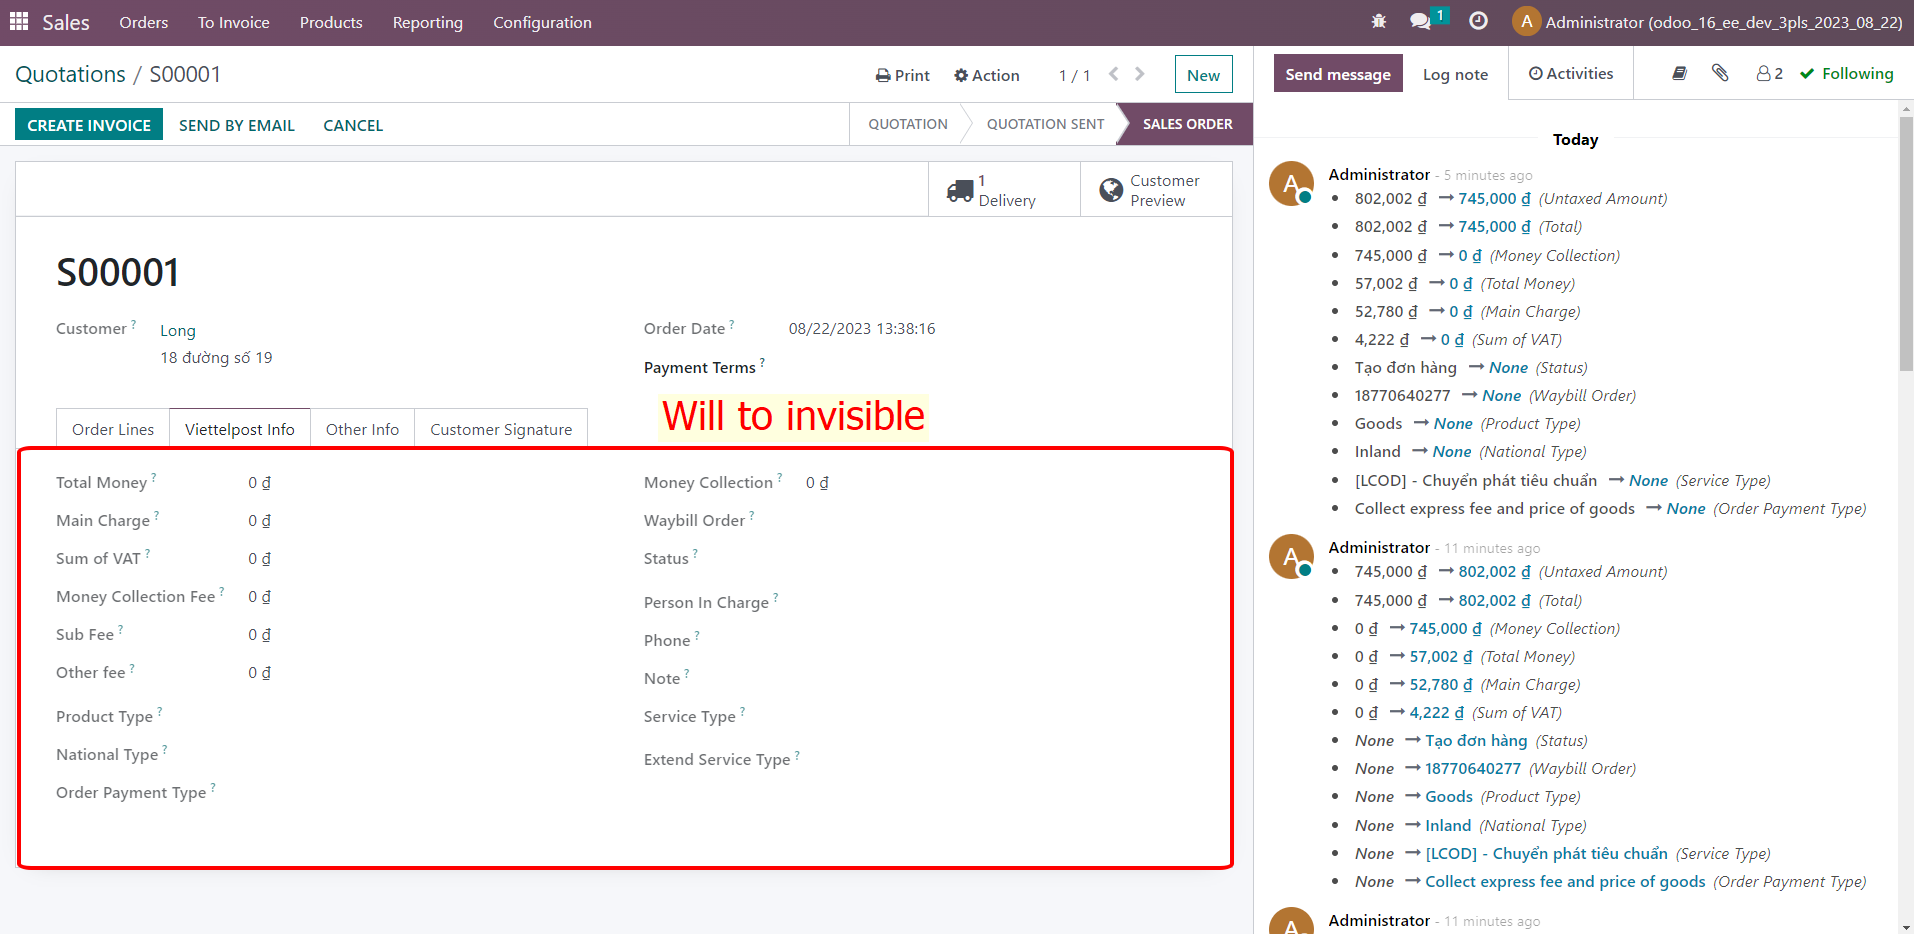 Sales Orders To Invoice Products Reporting Configuration 1 A Administrator (odoo_16_ee_dev_3pls_2023_08_22)
Quotations / S00001 Print Action 1 / 1 New
CREATE INVOICE SEND BY EMAIL CANCEL QUOTATION QUOTATION SENT SALES ORDER
1
Delivery
Customer
Preview
S00001
Customer ? Long
18 đường số 19
Order Date ? 08/22/2023 13:38:16
Payment Terms ?
Will to invisible
Order Lines Viettelpost Info Other Info Customer Signature
Total Money ? 0 ₫
Main Charge ? 0 ₫
Sum of VAT ? 0 ₫
Money Collection Fee ? 0 ₫
Sub Fee ? 0 ₫
Other fee ? 0 ₫
Product Type ?
National Type ?
Order Payment Type ?
Money Collection ? 0 ₫
Waybill Order ?
Status ?
Person In Charge ?
Phone ?
Note ?
Service Type ?
Extend Service Type ?
Send message Log note Activities 2 Following
Today
A Administrator - 5 minutes ago
802,002 ₫ → 745,000 ₫ (Untaxed Amount)
802,002 ₫ → 745,000 ₫ (Total)
745,000 ₫ → 0 ₫ (Money Collection)
57,002 ₫ → 0 ₫ (Total Money)
52,780 ₫ → 0 ₫ (Main Charge)
4,222 ₫ → 0 ₫ (Sum of VAT)
Tạo đơn hàng → None (Status)
18770640277 → None (Waybill Order)
Goods → None (Product Type)
Inland → None (National Type)
[LCOD] - Chuyển phát tiêu chuẩn → None (Service Type)
Collect express fee and price of goods → None (Order Payment Type)
A Administrator - 11 minutes ago
745,000 ₫ → 802,002 ₫ (Untaxed Amount)
745,000 ₫ → 802,002 ₫ (Total)
0 ₫ → 745,000 ₫ (Money Collection)
0 ₫ → 57,002 ₫ (Total Money)
0 ₫ → 52,780 ₫ (Main Charge)
0 ₫ → 4,222 ₫ (Sum of VAT)
None → Tạo đơn hàng (Status)
None → 18770640277 (Waybill Order)
None → Goods (Product Type)
None → Inland (National Type)
None → [LCOD] - Chuyển phát tiêu chuẩn (Service Type)
None → Collect express fee and price of goods (Order Payment Type)
A Administrator - 11 minutes ago